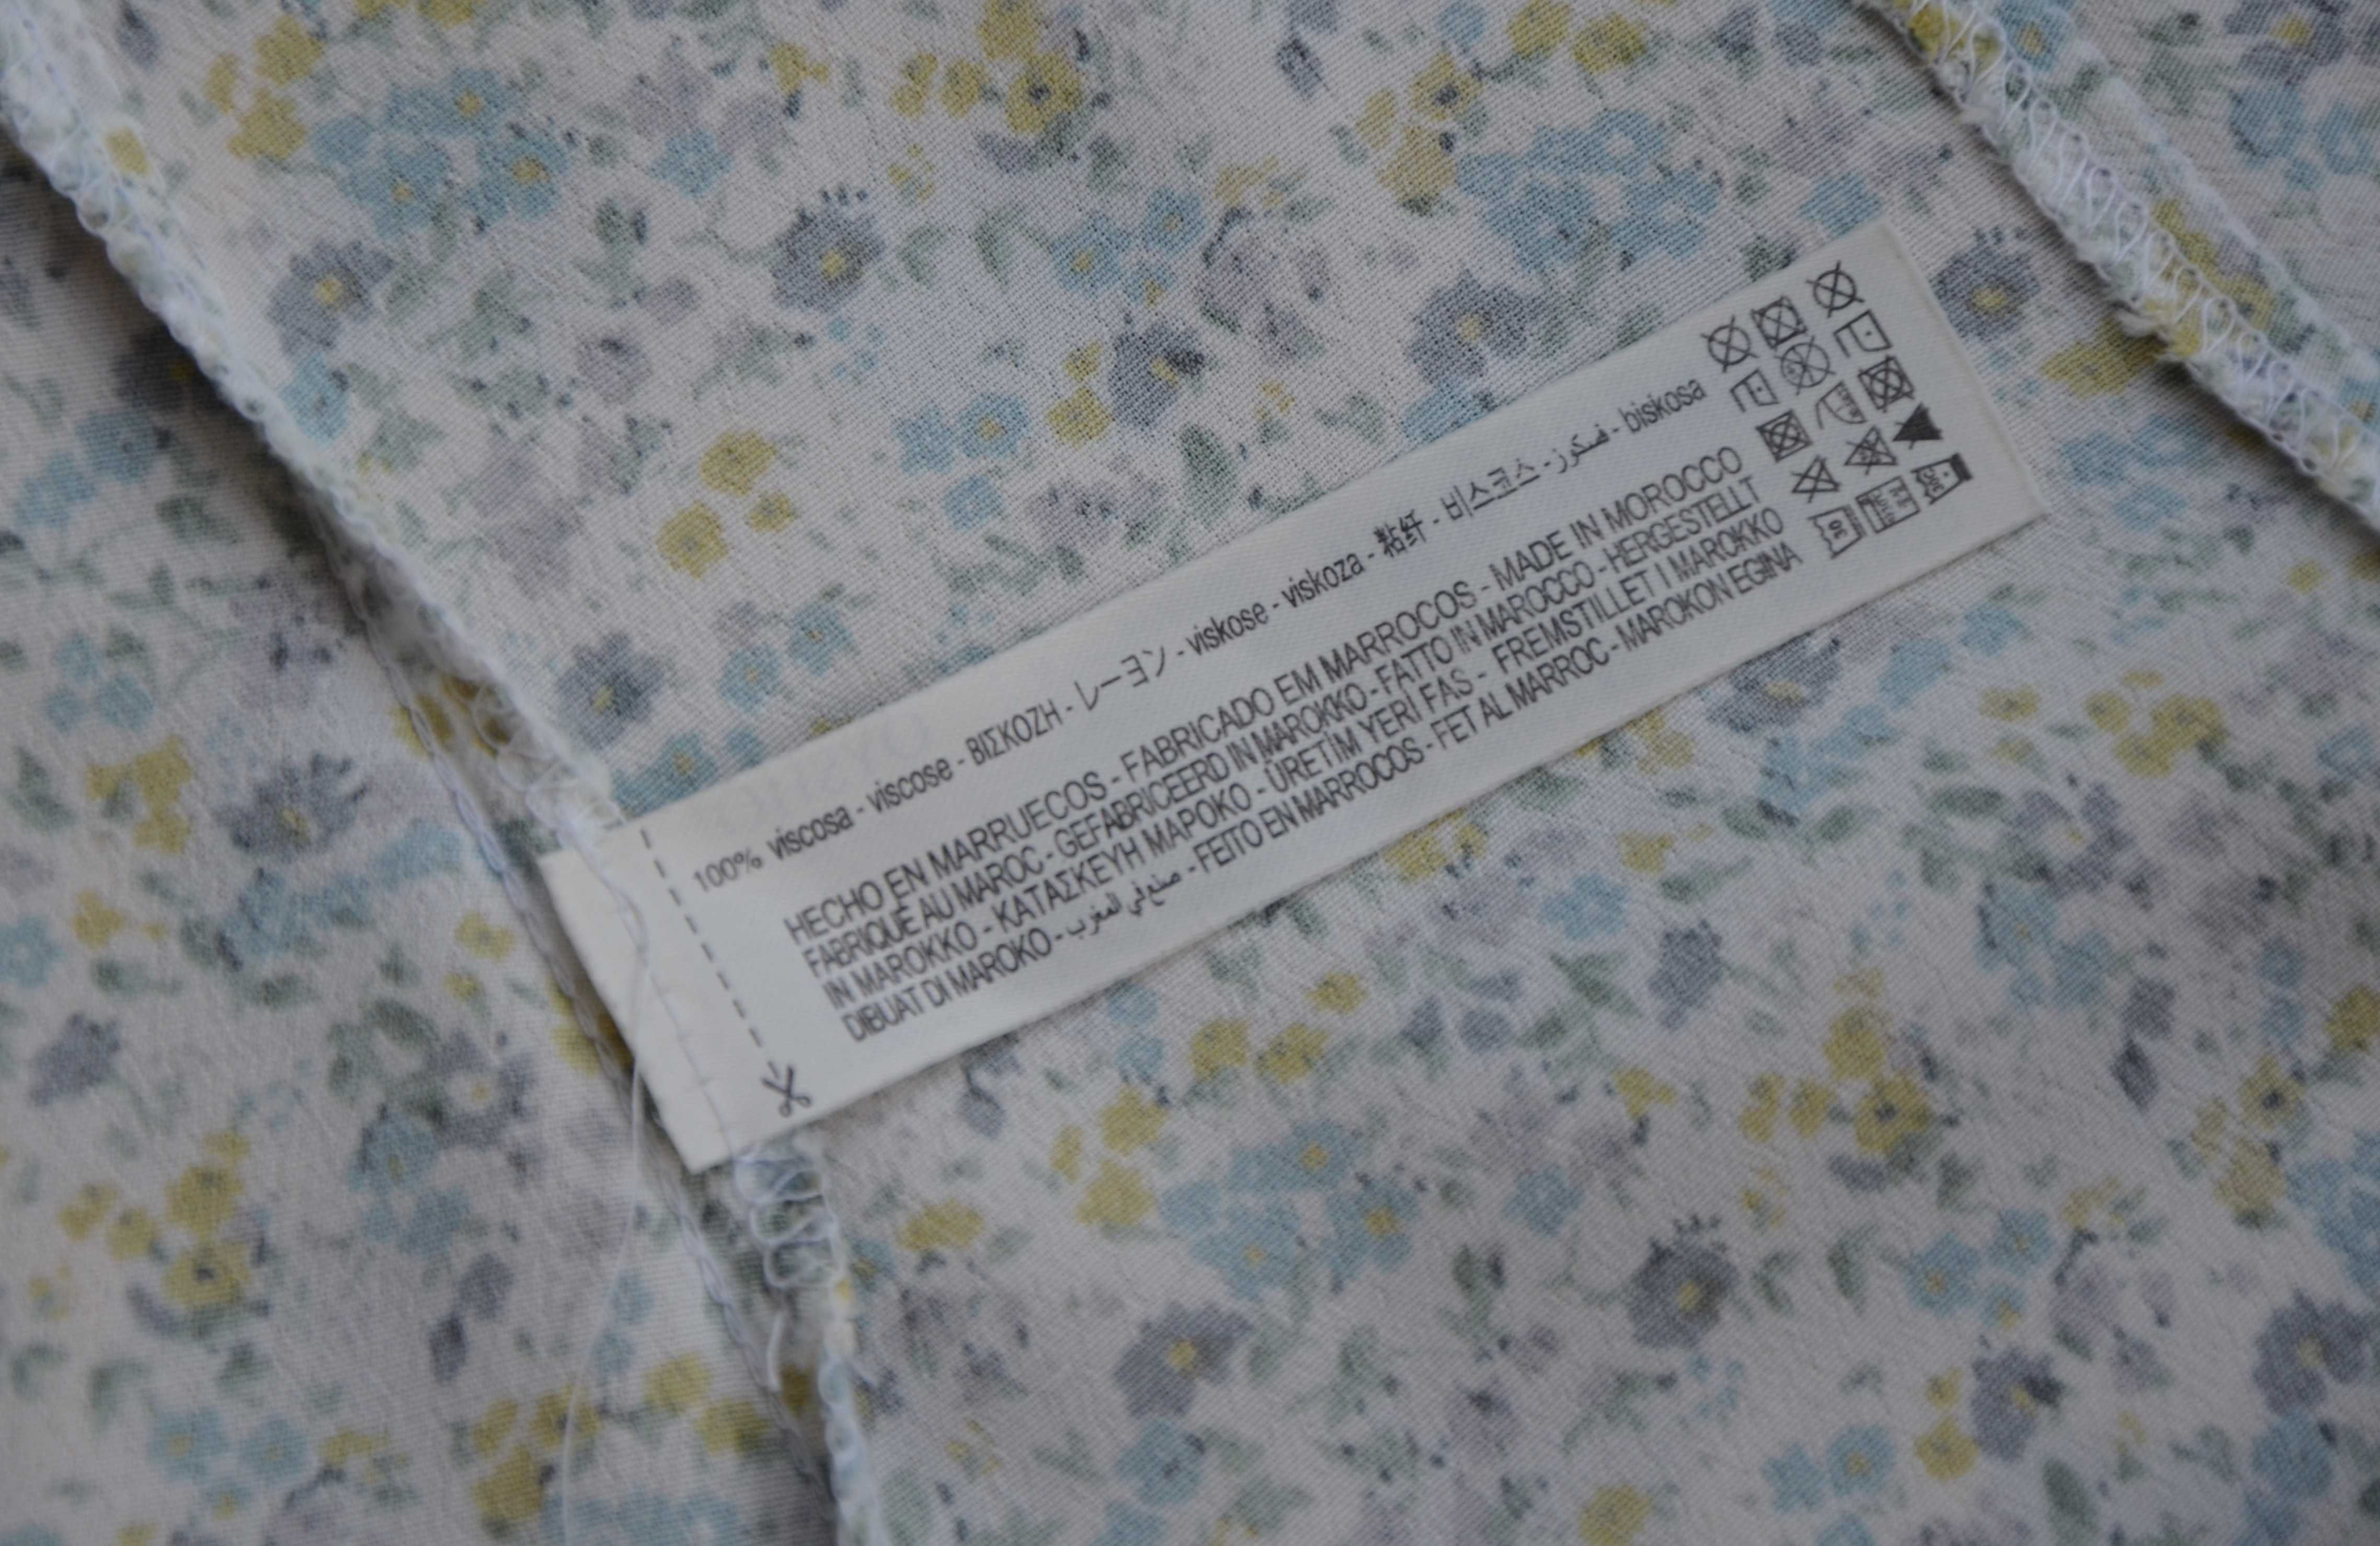 100% viscosa - viscose - ΒΙΣΚΟΖΗ - レーヨン - viskose - viskoza - 粘纤 - 비스코스 - فسكوز - biskosa
HECHO EN MARRUECOS - FABRICADO EM MARROCOS - MADE IN MOROCCO
FABRIQUÉ AU MAROC - GEFABRICEERD IN MAROKKO - FATTO IN MAROCCO - HERGESTELLT
IN MAROKKO - ΚΑΤΑΣΚΕΥΗ ΜΑΡΟΚΟ - ÜRETİM YERİ FAS - FREMSTILLET I MAROKKO
DIBUAT DI MAROKO - صنع في المغرب - FEITO EN MARROCOS - FET AL MARROC - MAROKON EGINA